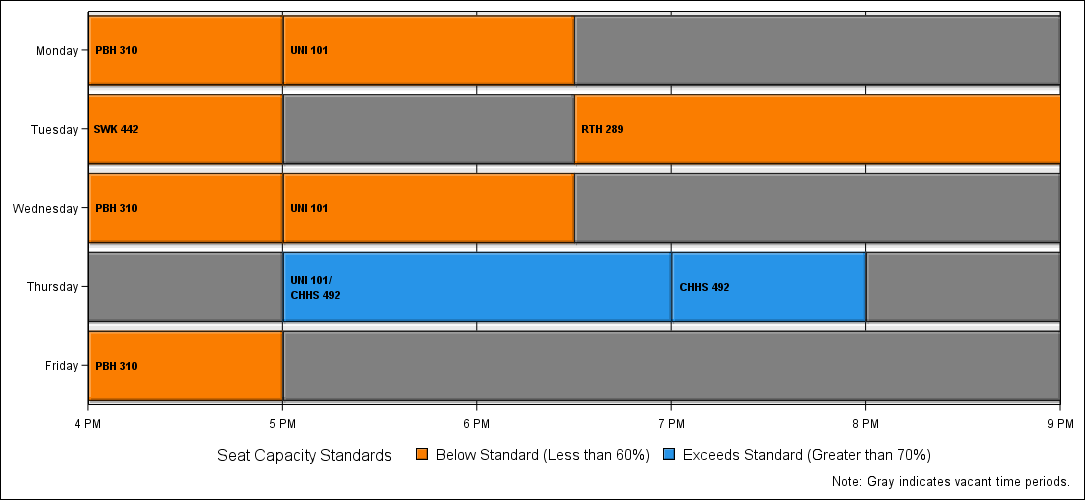 Monday PBH 310 UNI 101
Tuesday SWK 442 RTH 289
Wednesday PBH 310 UNI 101
Thursday UNI 101/
CHHS 492 CHHS 492
Friday PBH 310
4 PM 5 PM 6 PM 7 PM 8 PM 9 PM
Seat Capacity Standards Below Standard (Less than 60%) Exceeds Standard (Greater than 70%)
Note: Gray indicates vacant time periods.